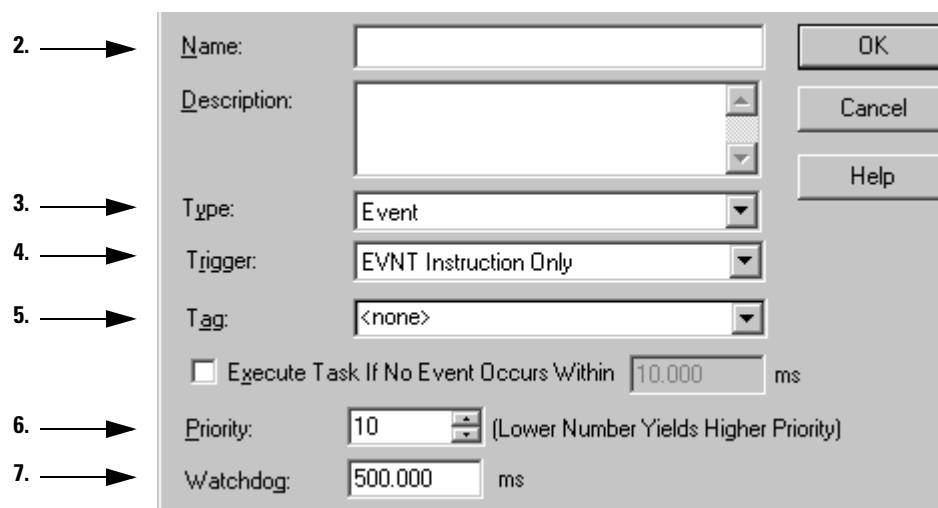 2. Name: OK
Description: Cancel
Help
3. Type: Event
4. Trigger: EVNT Instruction Only
5. Tag: <none>
Execute Task If No Event Occurs Within 10.000 ms
6. Priority: 10 (Lower Number Yields Higher Priority)
7. Watchdog: 500.000 ms